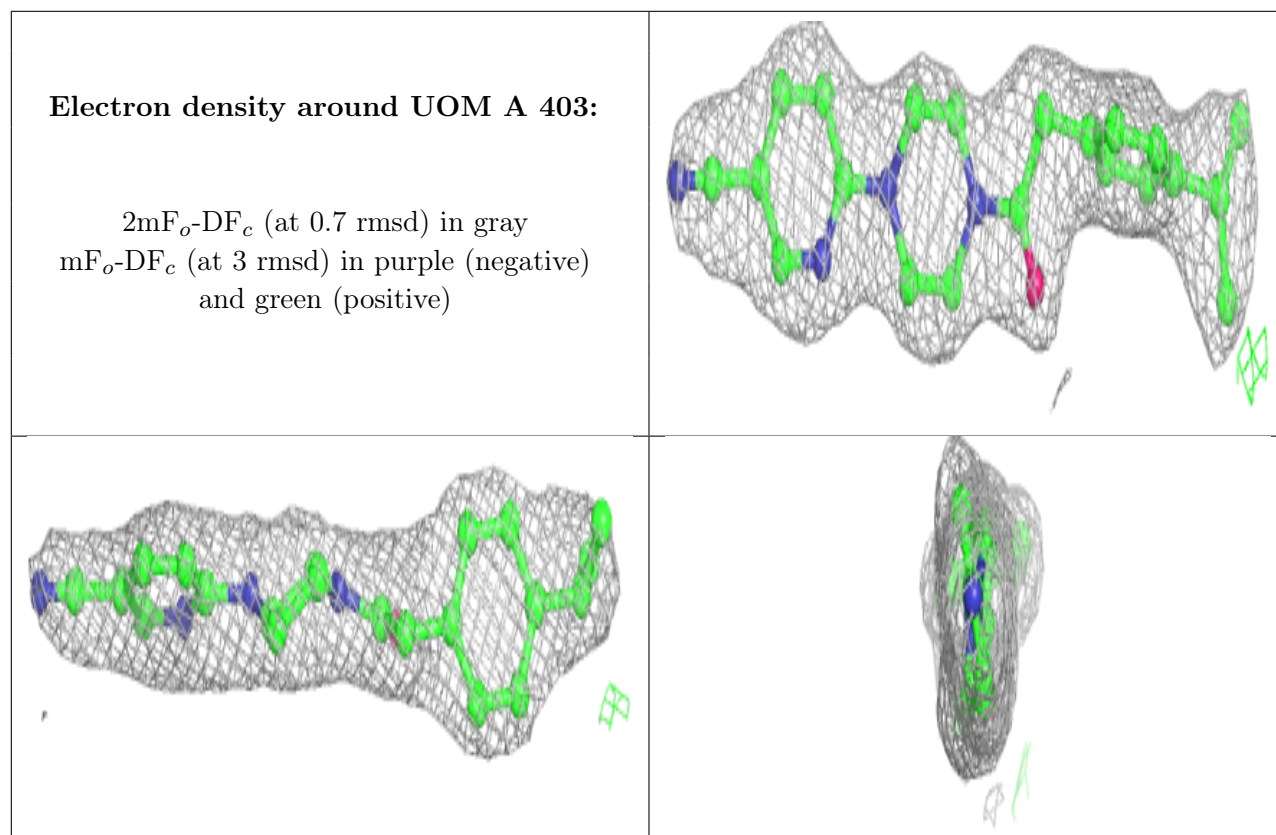 Electron density around UOM A 403:
2mFo-DFc (at 0.7 rmsd) in gray
mFo-DFc (at 3 rmsd) in purple (negative)
and green (positive)